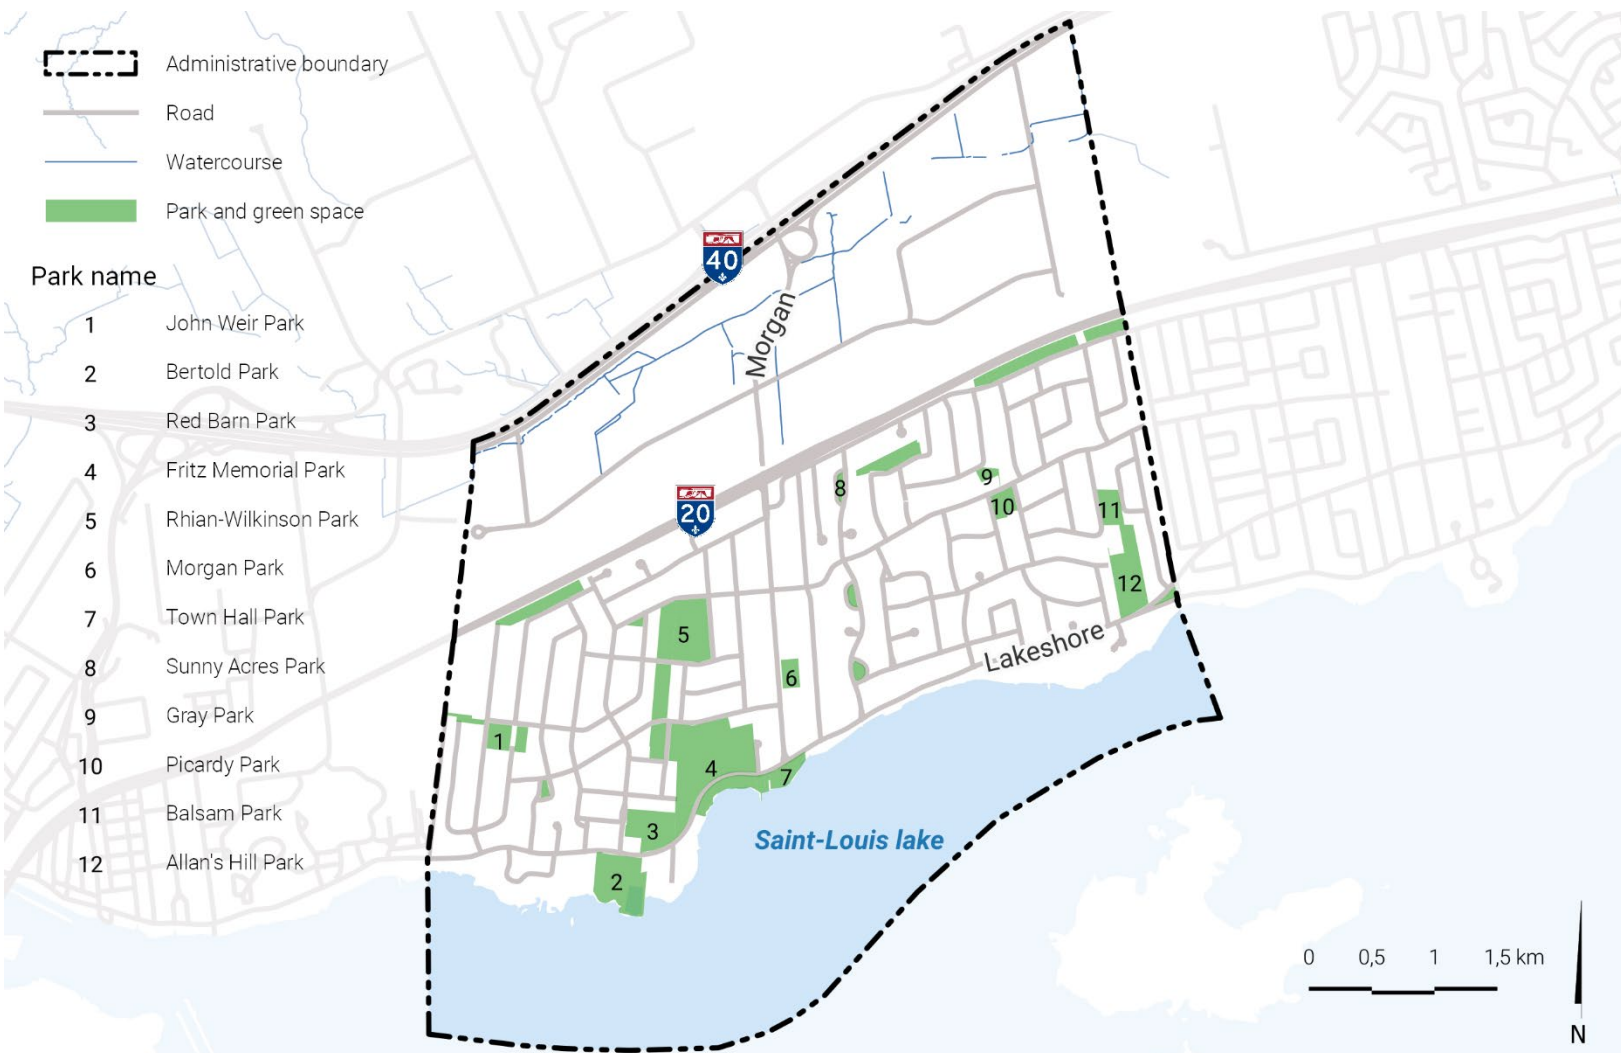 Administrative boundary
Road
Watercourse
Park and green space
Park name
1 John Weir Park
2 Bertold Park
3 Red Barn Park
4 Fritz Memorial Park
5 Rhian-Wilkinson Park
6 Morgan Park
7 Town Hall Park
8 Sunny Acres Park
9 Gray Park
10 Picardy Park
11 Balsam Park
12 Allan's Hill Park
40
Morgan
20
8
9
10
11
12
5
6
Lakeshore
1
4
7
3
2
Saint-Louis lake
0 0,5 1 1,5 km
N